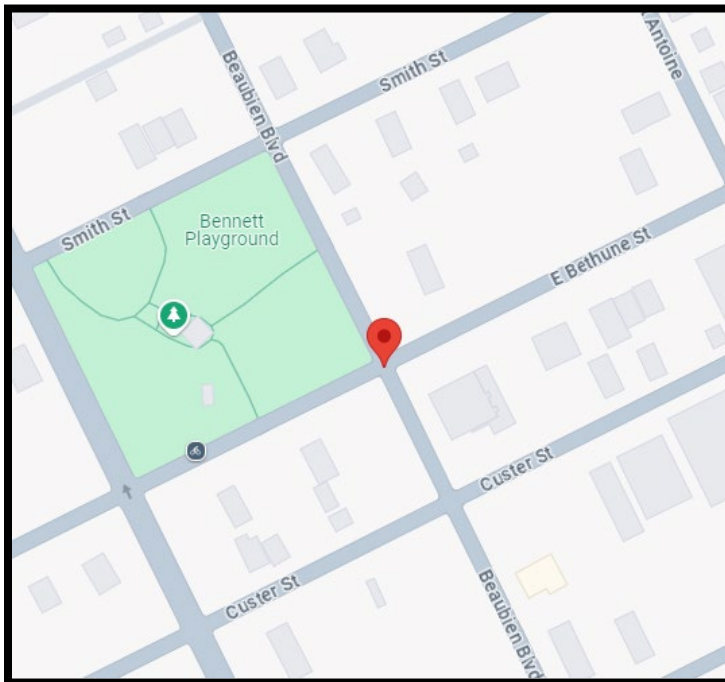 Beaubien Blvd
Smith St
Antoine
Smith St
Bennett
Playground
E Bethune St
Custer St
Custer St
Beaubien Blvd